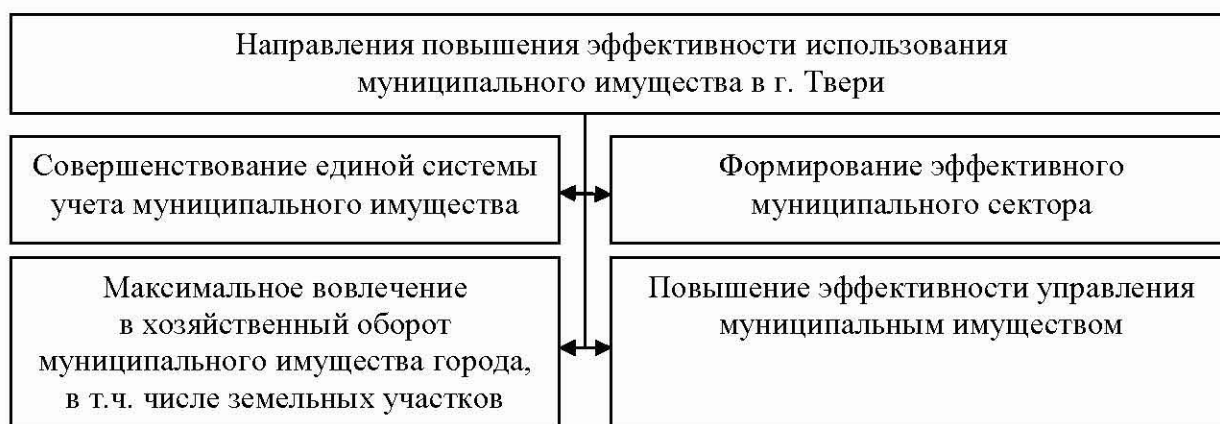 Направления повышения эффективности использования
муниципального имущества в г. Твери
Совершенствование единой системы
учета муниципального имущества
Формирование эффективного
муниципального сектора
Максимальное вовлечение
в хозяйственный оборот
муниципального имущества города,
в т.ч. числе земельных участков
Повышение эффективности управления
муниципальным имуществом